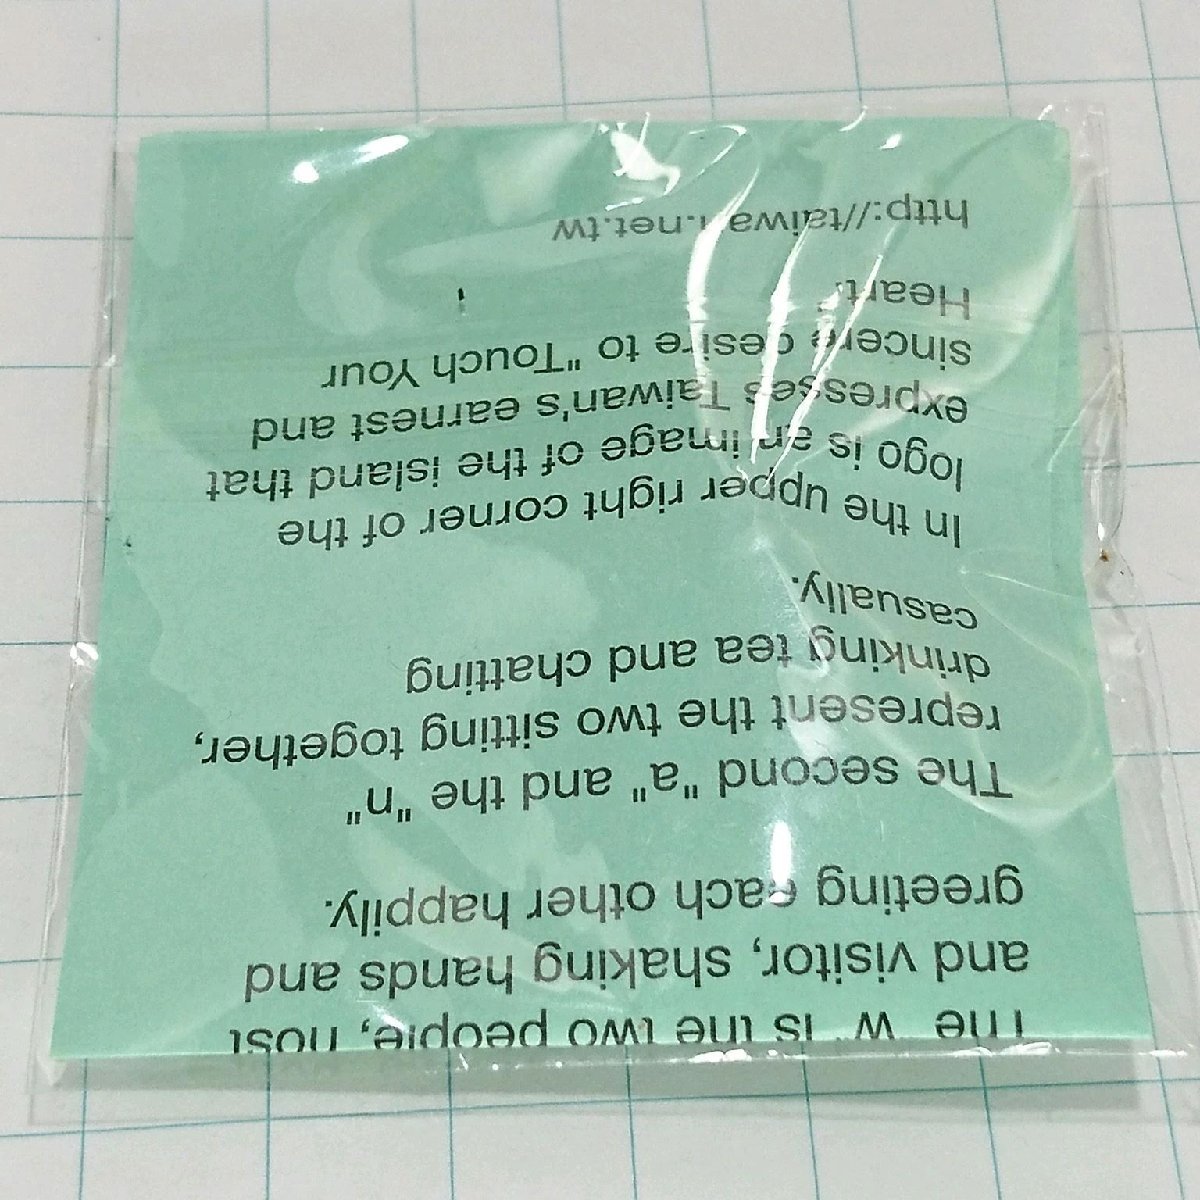 The "w" is the two people, host
and visitor, shaking hands and
greeting each other happily.
The second "a" and the "n"
represent the two sitting together,
drinking tea and chatting
casually.
In the upper right corner of the
logo is an image of the island that
expresses Taiwan's earnest and
sincere desire to "Touch Your
Heart"
http://taiwan.net.tw